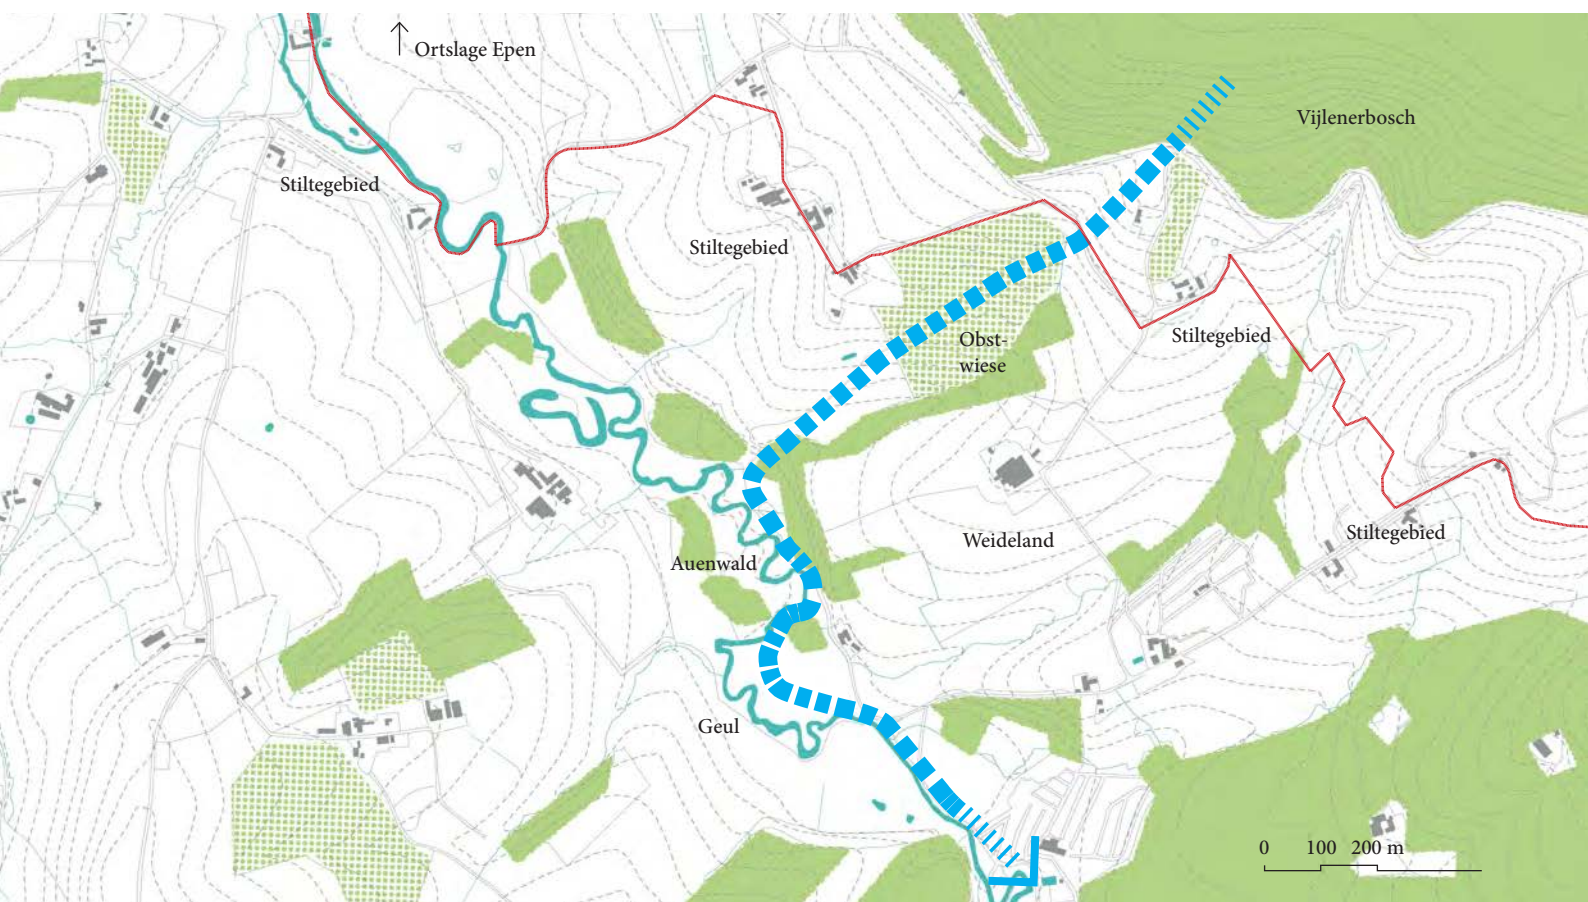 Ortslage Epen
Vijlenerbosch
Stiltegebied
Stiltegebied
Stiltegebied
Obst-
wiese
Stiltegebied
Weideland
Auenwald
Geul
0 100 200 m